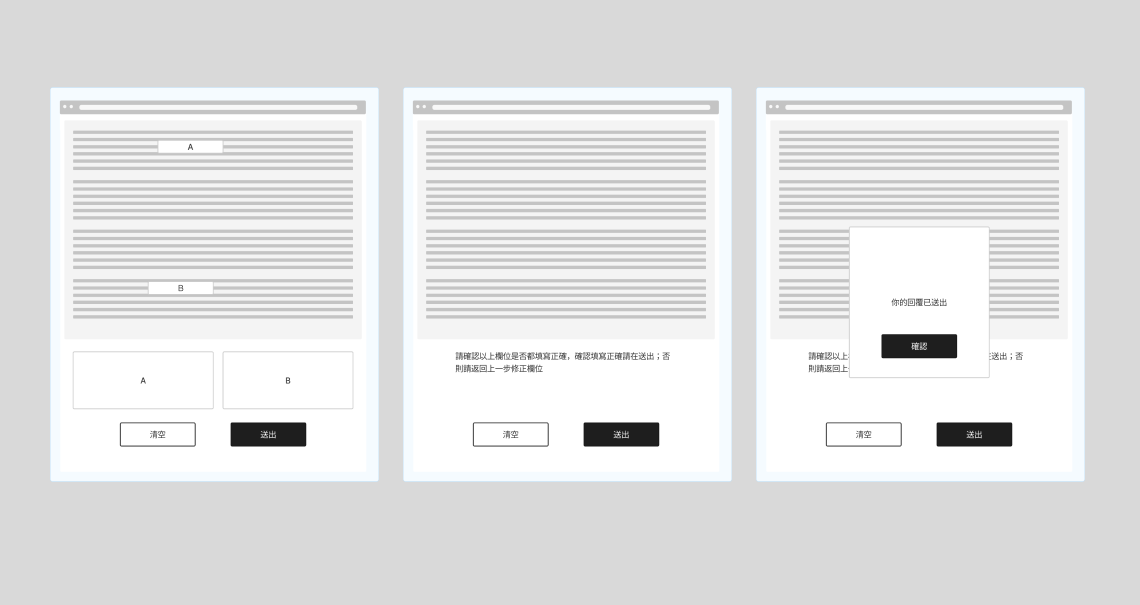 A
B
A
B
清空
送出
請確認以上欄位是否都填寫正確，確認填寫正確請在送出；否
則請返回上一步修正欄位
清空
送出
你的回覆已送出
確認
請確認以上
在送出；否
則請返回上一
清空
送出